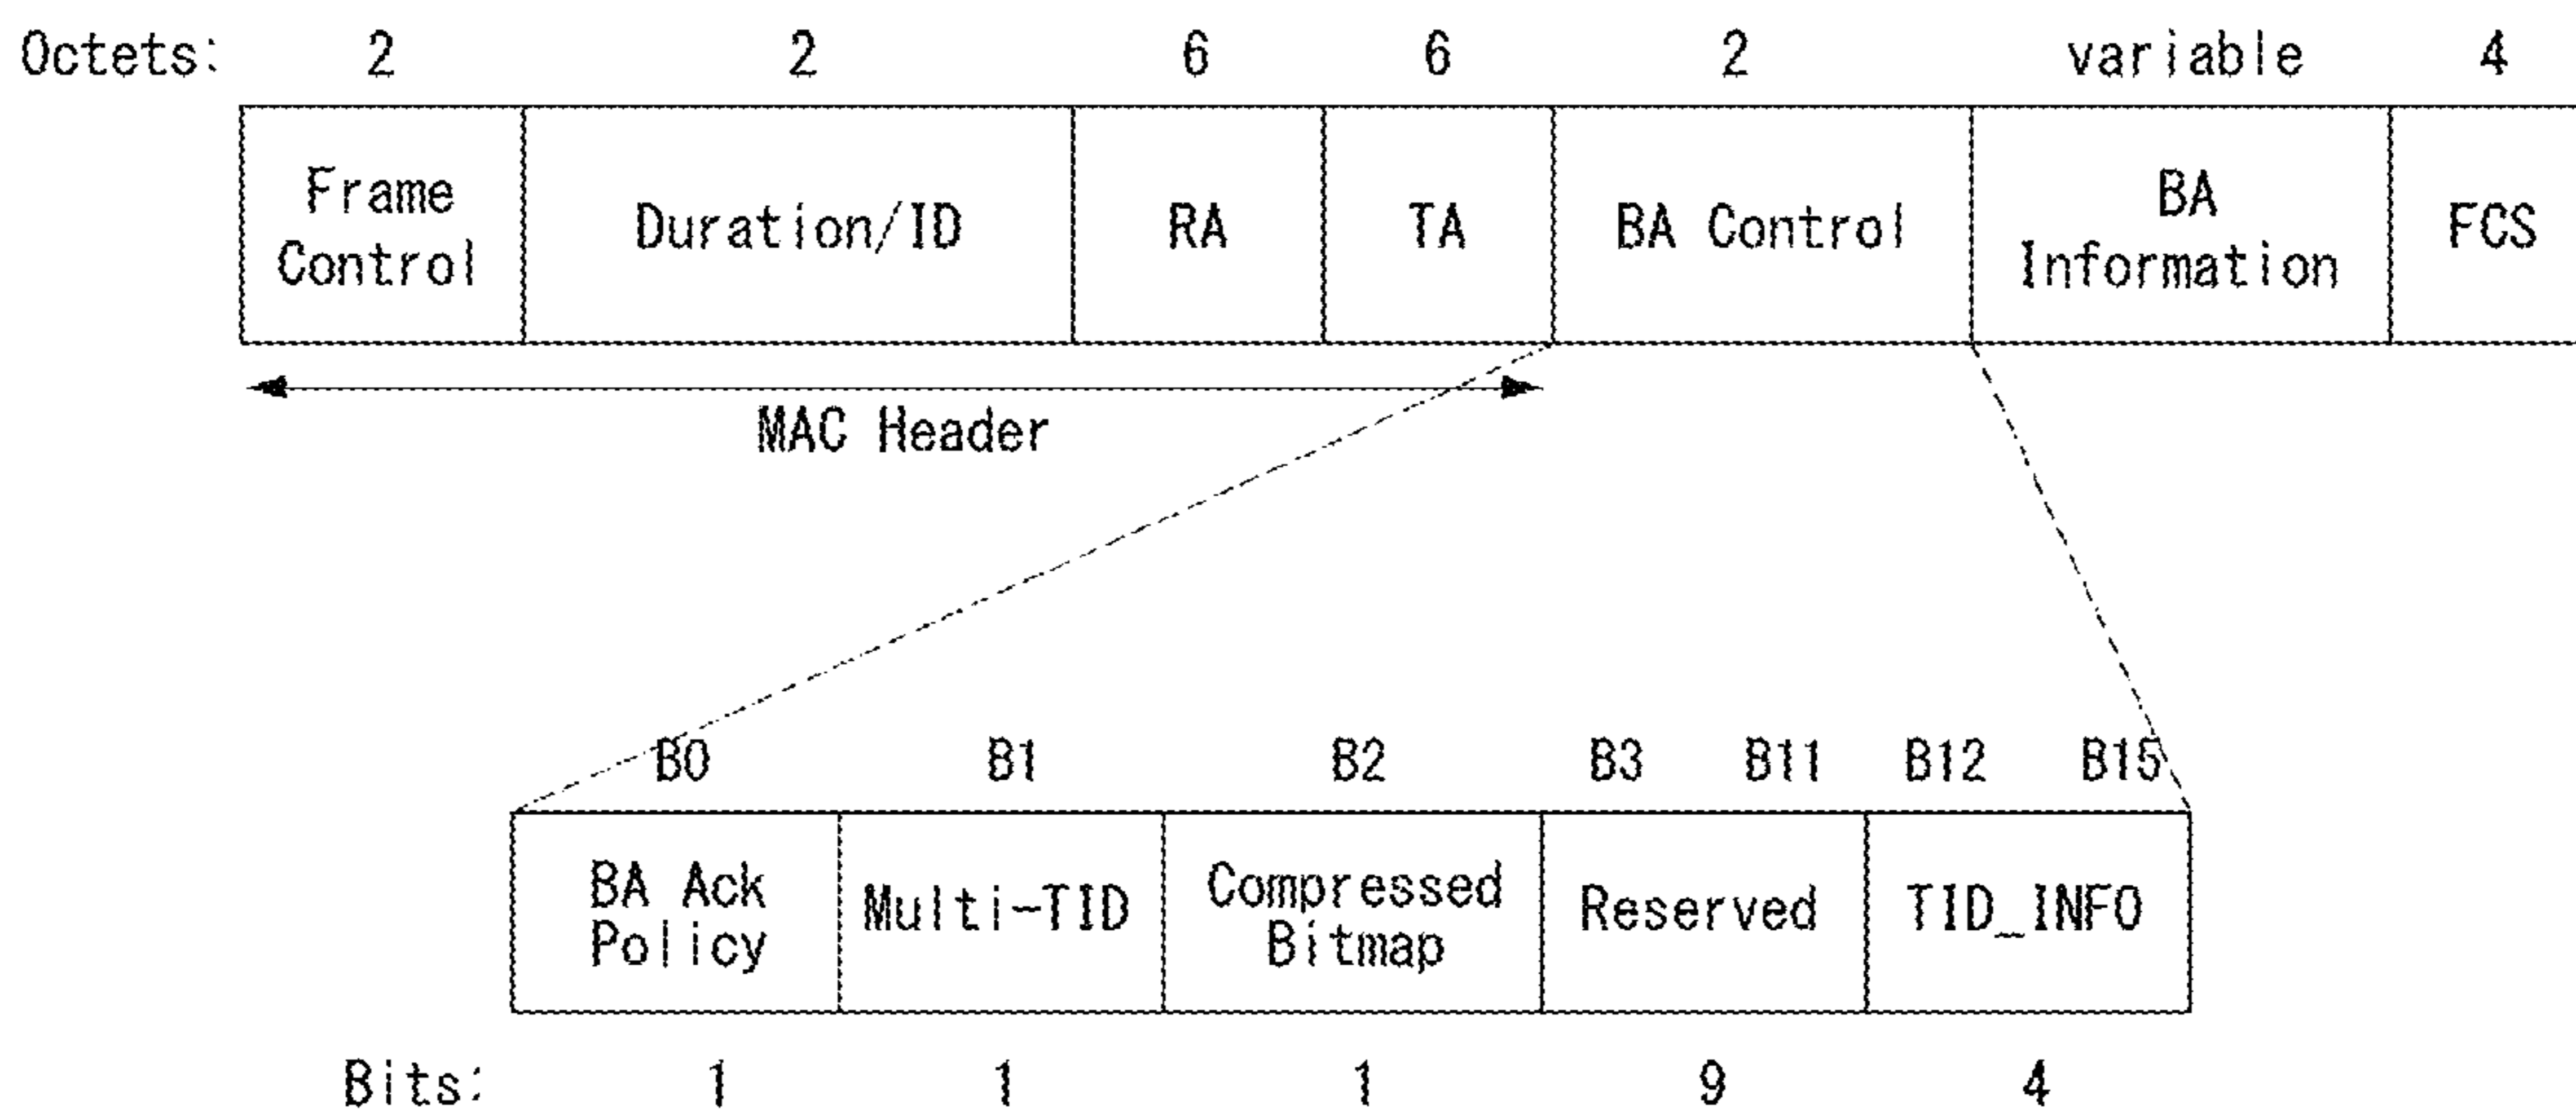 Octets: 2 2 6 6 2 variable 4
Frame
Control
Duration/ID
RA
TA
BA Control
BA
Information
FCS
MAC Header
B0 B1 B2 B3 B11 B12 B15
BA Ack
Policy
Multi-TID
Compressed
Bitmap
Reserved
TID_INFO
Bits: 1 1 1 9 4